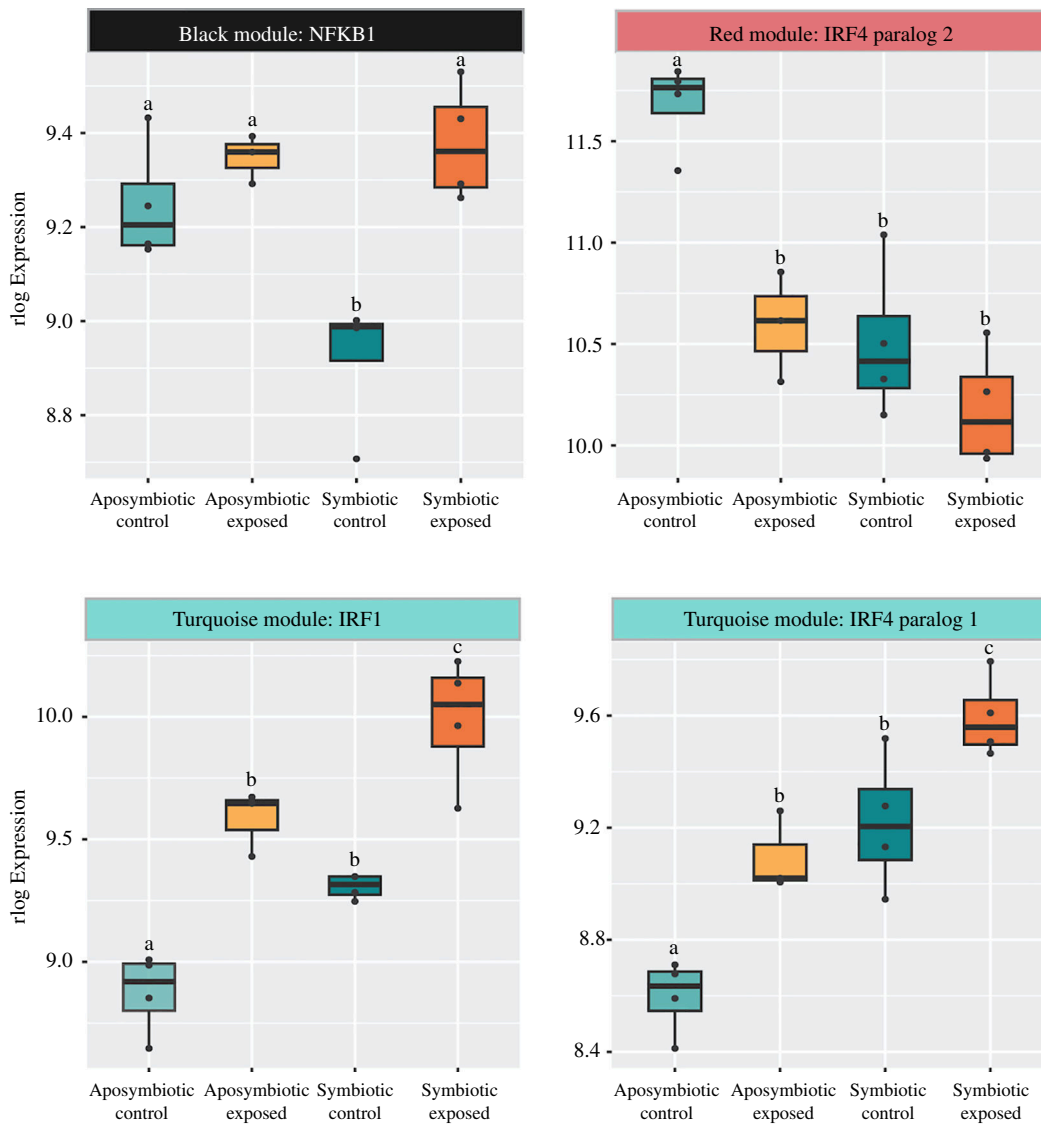 Black module: NFKB1
rlog Expression
9.4
9.2
9.0
8.8
a
a
b
a
Aposymbiotic control
Aposymbiotic exposed
Symbiotic control
Symbiotic exposed
Red module: IRF4 paralog 2
11.5
11.0
10.5
10.0
a
b
b
b
Aposymbiotic control
Aposymbiotic exposed
Symbiotic control
Symbiotic exposed
Turquoise module: IRF1
rlog Expression
10.0
9.5
9.0
a
b
b
c
Aposymbiotic control
Aposymbiotic exposed
Symbiotic control
Symbiotic exposed
Turquoise module: IRF4 paralog 1
9.6
9.2
8.8
8.4
a
b
b
c
Aposymbiotic control
Aposymbiotic exposed
Symbiotic control
Symbiotic exposed